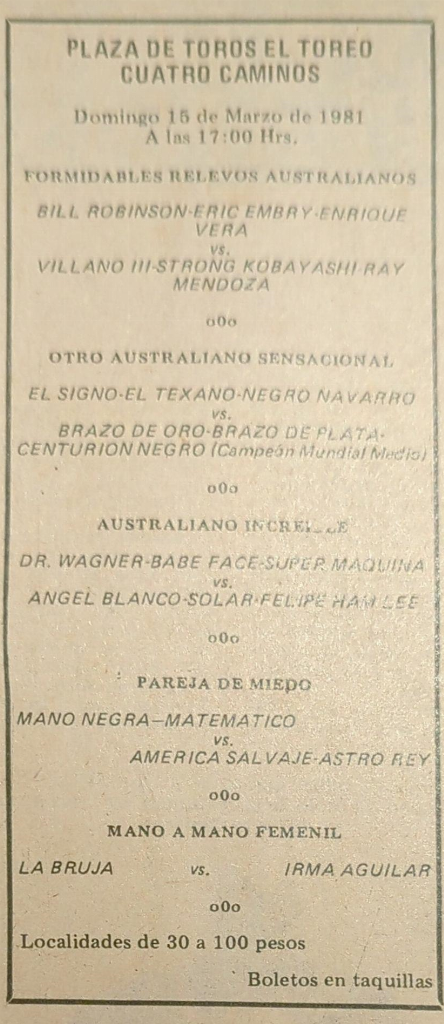 PLAZA DE TOROS EL TOREO
CUATRO CAMINOS
Domingo 15 de Marzo de 1981
A las 17:00 Hrs.
FORMIDABLES RELEVOS AUSTRALIANOS
BILL ROBINSON-ERIC EMBRY-ENRIQUE
VERA
vs.
VILLANO III-STRONG KOBAYASHI-RAY
MENDOZA
oOo
OTRO AUSTRALIANO SENSACIONAL
EL SIGNO-EL TEXANO-NEGRO NAVARRO
vs.
BRAZO DE ORO-BRAZO DE PLATA-
CENTURION NEGRO (Campeón Mundial Medio)
oOo
AUSTRALIANO
DR. WAGNER-BABE FACE-SUPER MAQUINA
vs.
ANGEL BLANCO-SOLAR-FELIPE HAM LEE
oOo
PAREJA DE MIEDO
MANO NEGRA—MATEMATICO
vs.
AMERICA SALVAJE-ASTRO REY
oOo
MANO A MANO FEMENIL
LA BRUJA vs. IRMA AGUILAR
oOo
Localidades de 30 a 100 pesos
Boletos en taquillas